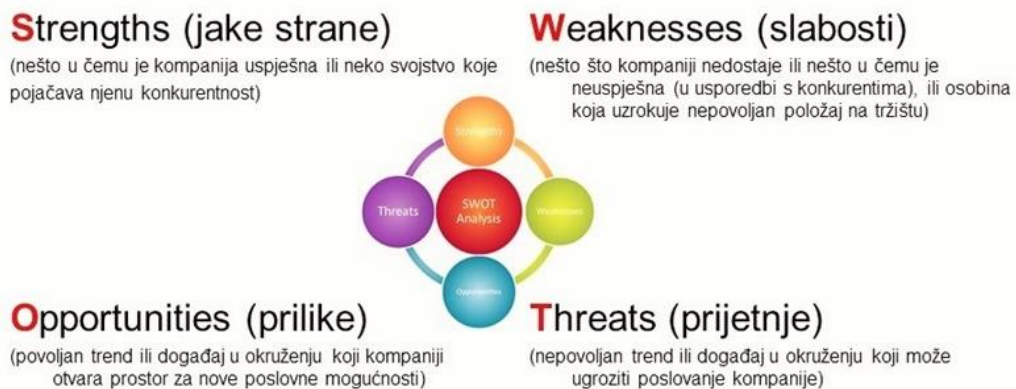 Strengths (jake strane)
(nešto u čemu je kompanija uspješna ili neko svojstvo koje
pojačava njenu konkurentnost)
Weaknesses (slabosti)
(nešto što kompaniji nedostaje ili nešto u čemu je
neuspješna (u usporedbi s konkurentima), ili osobina
koja uzrokuje nepovoljan položaj na tržištu)
Strengths
Threats
SWOT
Analysis
Weaknesses
Opportunities
Opportunities (prilike)
(povoljan trend ili događaj u okruženju koji kompaniji
otvara prostor za nove poslovne mogućnosti)
Threats (prijetnje)
(nepovoljan trend ili događaj u okruženju koji može
ugroziti poslovanje kompanije)